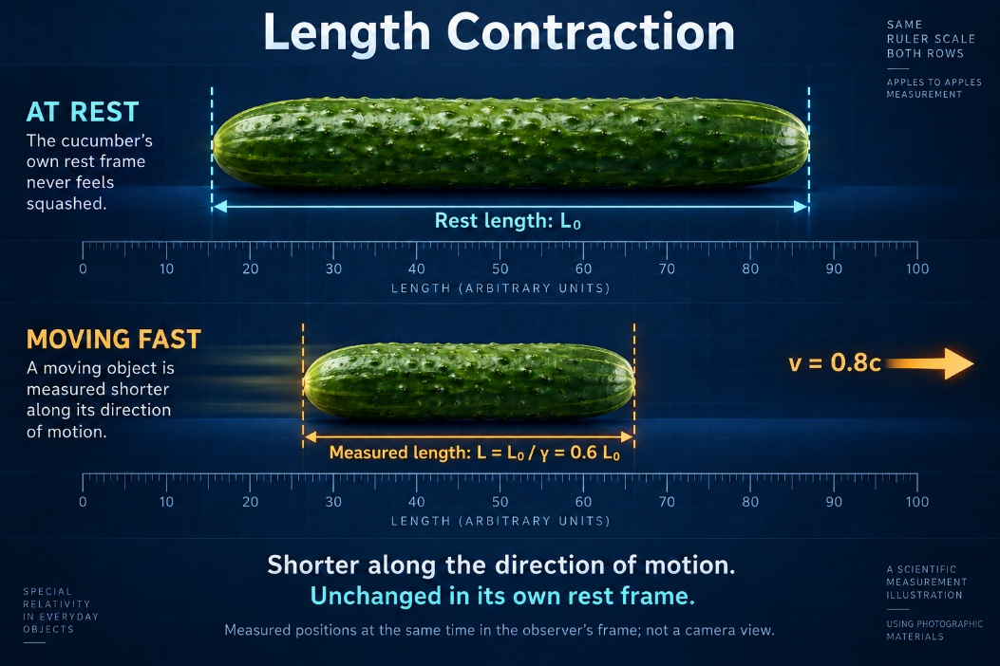 Length Contraction
SAME
RULER SCALE
BOTH ROWS
APPLES TO APPLES
MEASUREMENT
AT REST
The cucumber's
own rest frame
never feels
squashed.
Rest length: L₀
0 10 20 30 40 50 60 70 80 90 100
LENGTH (ARBITRARY UNITS)
MOVING FAST
A moving object is
measured shorter
along its direction
of motion.
v = 0.8c
Measured length: L = L₀ / γ = 0.6 L₀
0 10 20 30 40 50 60 70 80 90 100
LENGTH (ARBITRARY UNITS)
Shorter along the direction of motion.
Unchanged in its own rest frame.
Measured positions at the same time in the observer's frame; not a camera view.
SPECIAL
RELATIVITY
IN EVERYDAY
OBJECTS
A SCIENTIFIC
MEASUREMENT
ILLUSTRATION
USING PHOTOGRAPHIC
MATERIALS